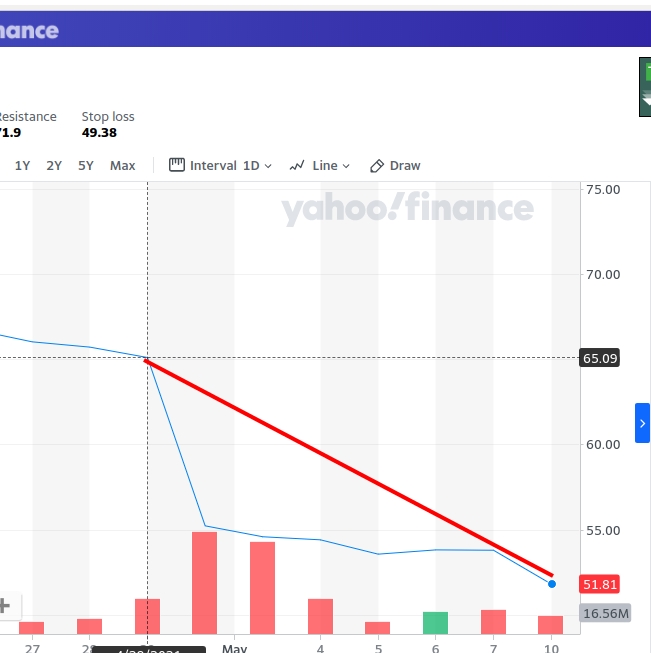 nance
esistance Stop loss
71.9 49.38
1Y 2Y 5Y Max Interval 1D Line Draw
75.00
yahoo!finance
70.00
65.09
60.00
55.00
51.81
16.56M
27 28 May 4 5 6 7 10